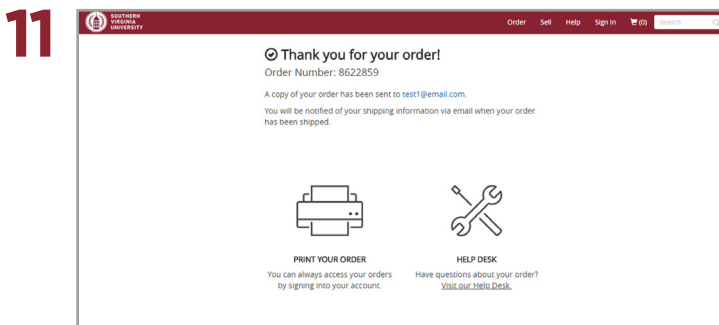 11
SOUTHERN
VIRGINIA
UNIVERSITY
Order Sell Help Sign In (0) Search
Thank you for your order!
Order Number: 8622859
A copy of your order has been sent to test1@email.com.
You will be notified of your shipping information via email when your order
has been shipped.
PRINT YOUR ORDER
You can always access your orders
by signing into your account.
HELP DESK
Have questions about your order?
Visit our Help Desk.